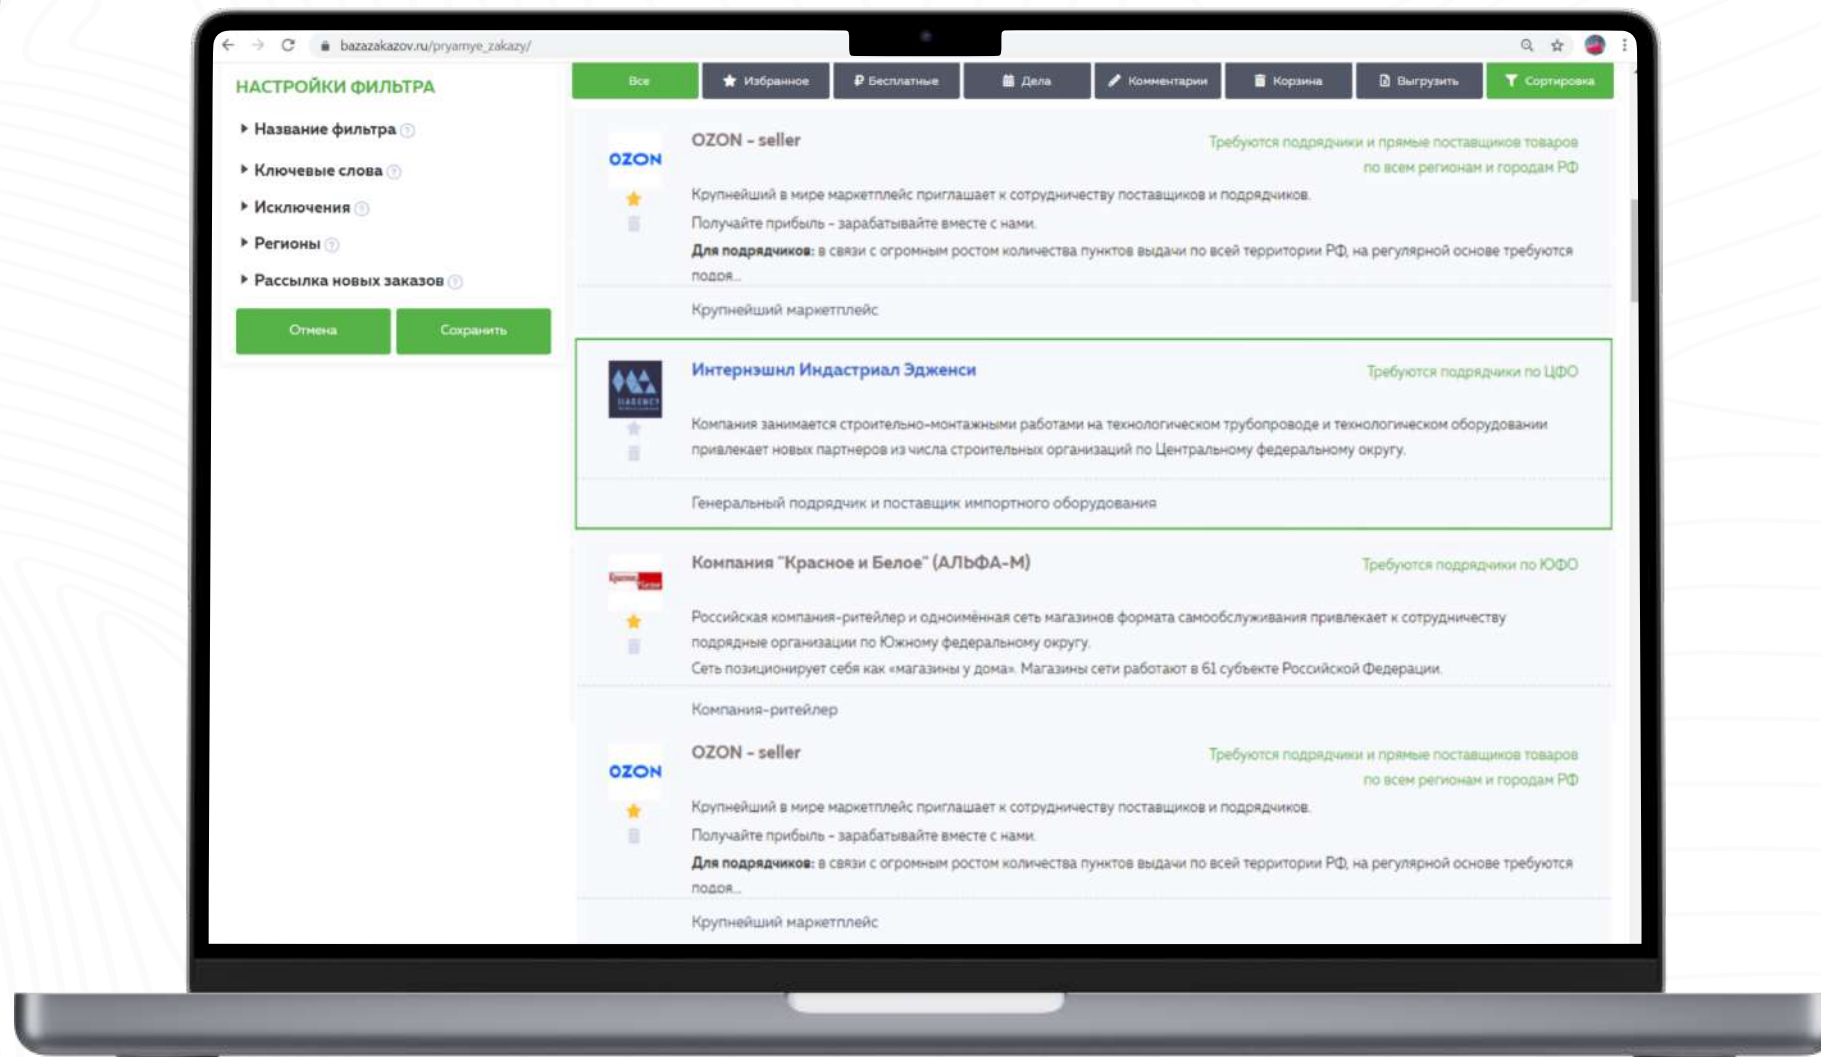 bazazakazov.ru/pryamye_zakazy/
НАСТРОЙКИ ФИЛЬТРА
Название фильтра
Ключевые слова
Исключения
Регионы
Рассылка новых заказов
Отмена Сохранить
Все Избранное Бесплатные Дела Комментарии Корзина Выгрузить Сортировка
OZON
OZON - seller
Требуются подрядчики и прямые поставщиков товаров
по всем регионам и городам РФ
Крупнейший в мире маркетплейс приглашает к сотрудничеству поставщиков и подрядчиков.
Получайте прибыль - зарабатывайте вместе с нами.
Для подрядчиков: в связи с огромным ростом количества пунктов выдачи по всей территории РФ, на регулярной основе требуются
подря...
Крупнейший маркетплейс
IIAGENCY
Интернэшнл Индастриал Эдженси
Требуются подрядчики по ЦФО
Компания занимается строительно-монтажными работами на технологическом трубопроводе и технологическом оборудовании
привлекает новых партнеров из числа строительных организаций по Центральному федеральному округу.
Генеральный подрядчик и поставщик импортного оборудования
Красное
Белое
Компания "Красное и Белое" (АЛЬФА-М)
Требуются подрядчики по ЮФО
Российская компания-ритейлер и одноимённая сеть магазинов формата самообслуживания привлекает к сотрудничеству
подрядные организации по Южному федеральному округу.
Сеть позиционирует себя как «магазины у дома». Магазины сети работают в 61 субъекте Российской Федерации.
Компания-ритейлер
OZON
OZON - seller
Требуются подрядчики и прямые поставщиков товаров
по всем регионам и городам РФ
Крупнейший в мире маркетплейс приглашает к сотрудничеству поставщиков и подрядчиков.
Получайте прибыль - зарабатывайте вместе с нами.
Для подрядчиков: в связи с огромным ростом количества пунктов выдачи по всей территории РФ, на регулярной основе требуются
подря...
Крупнейший маркетплейс